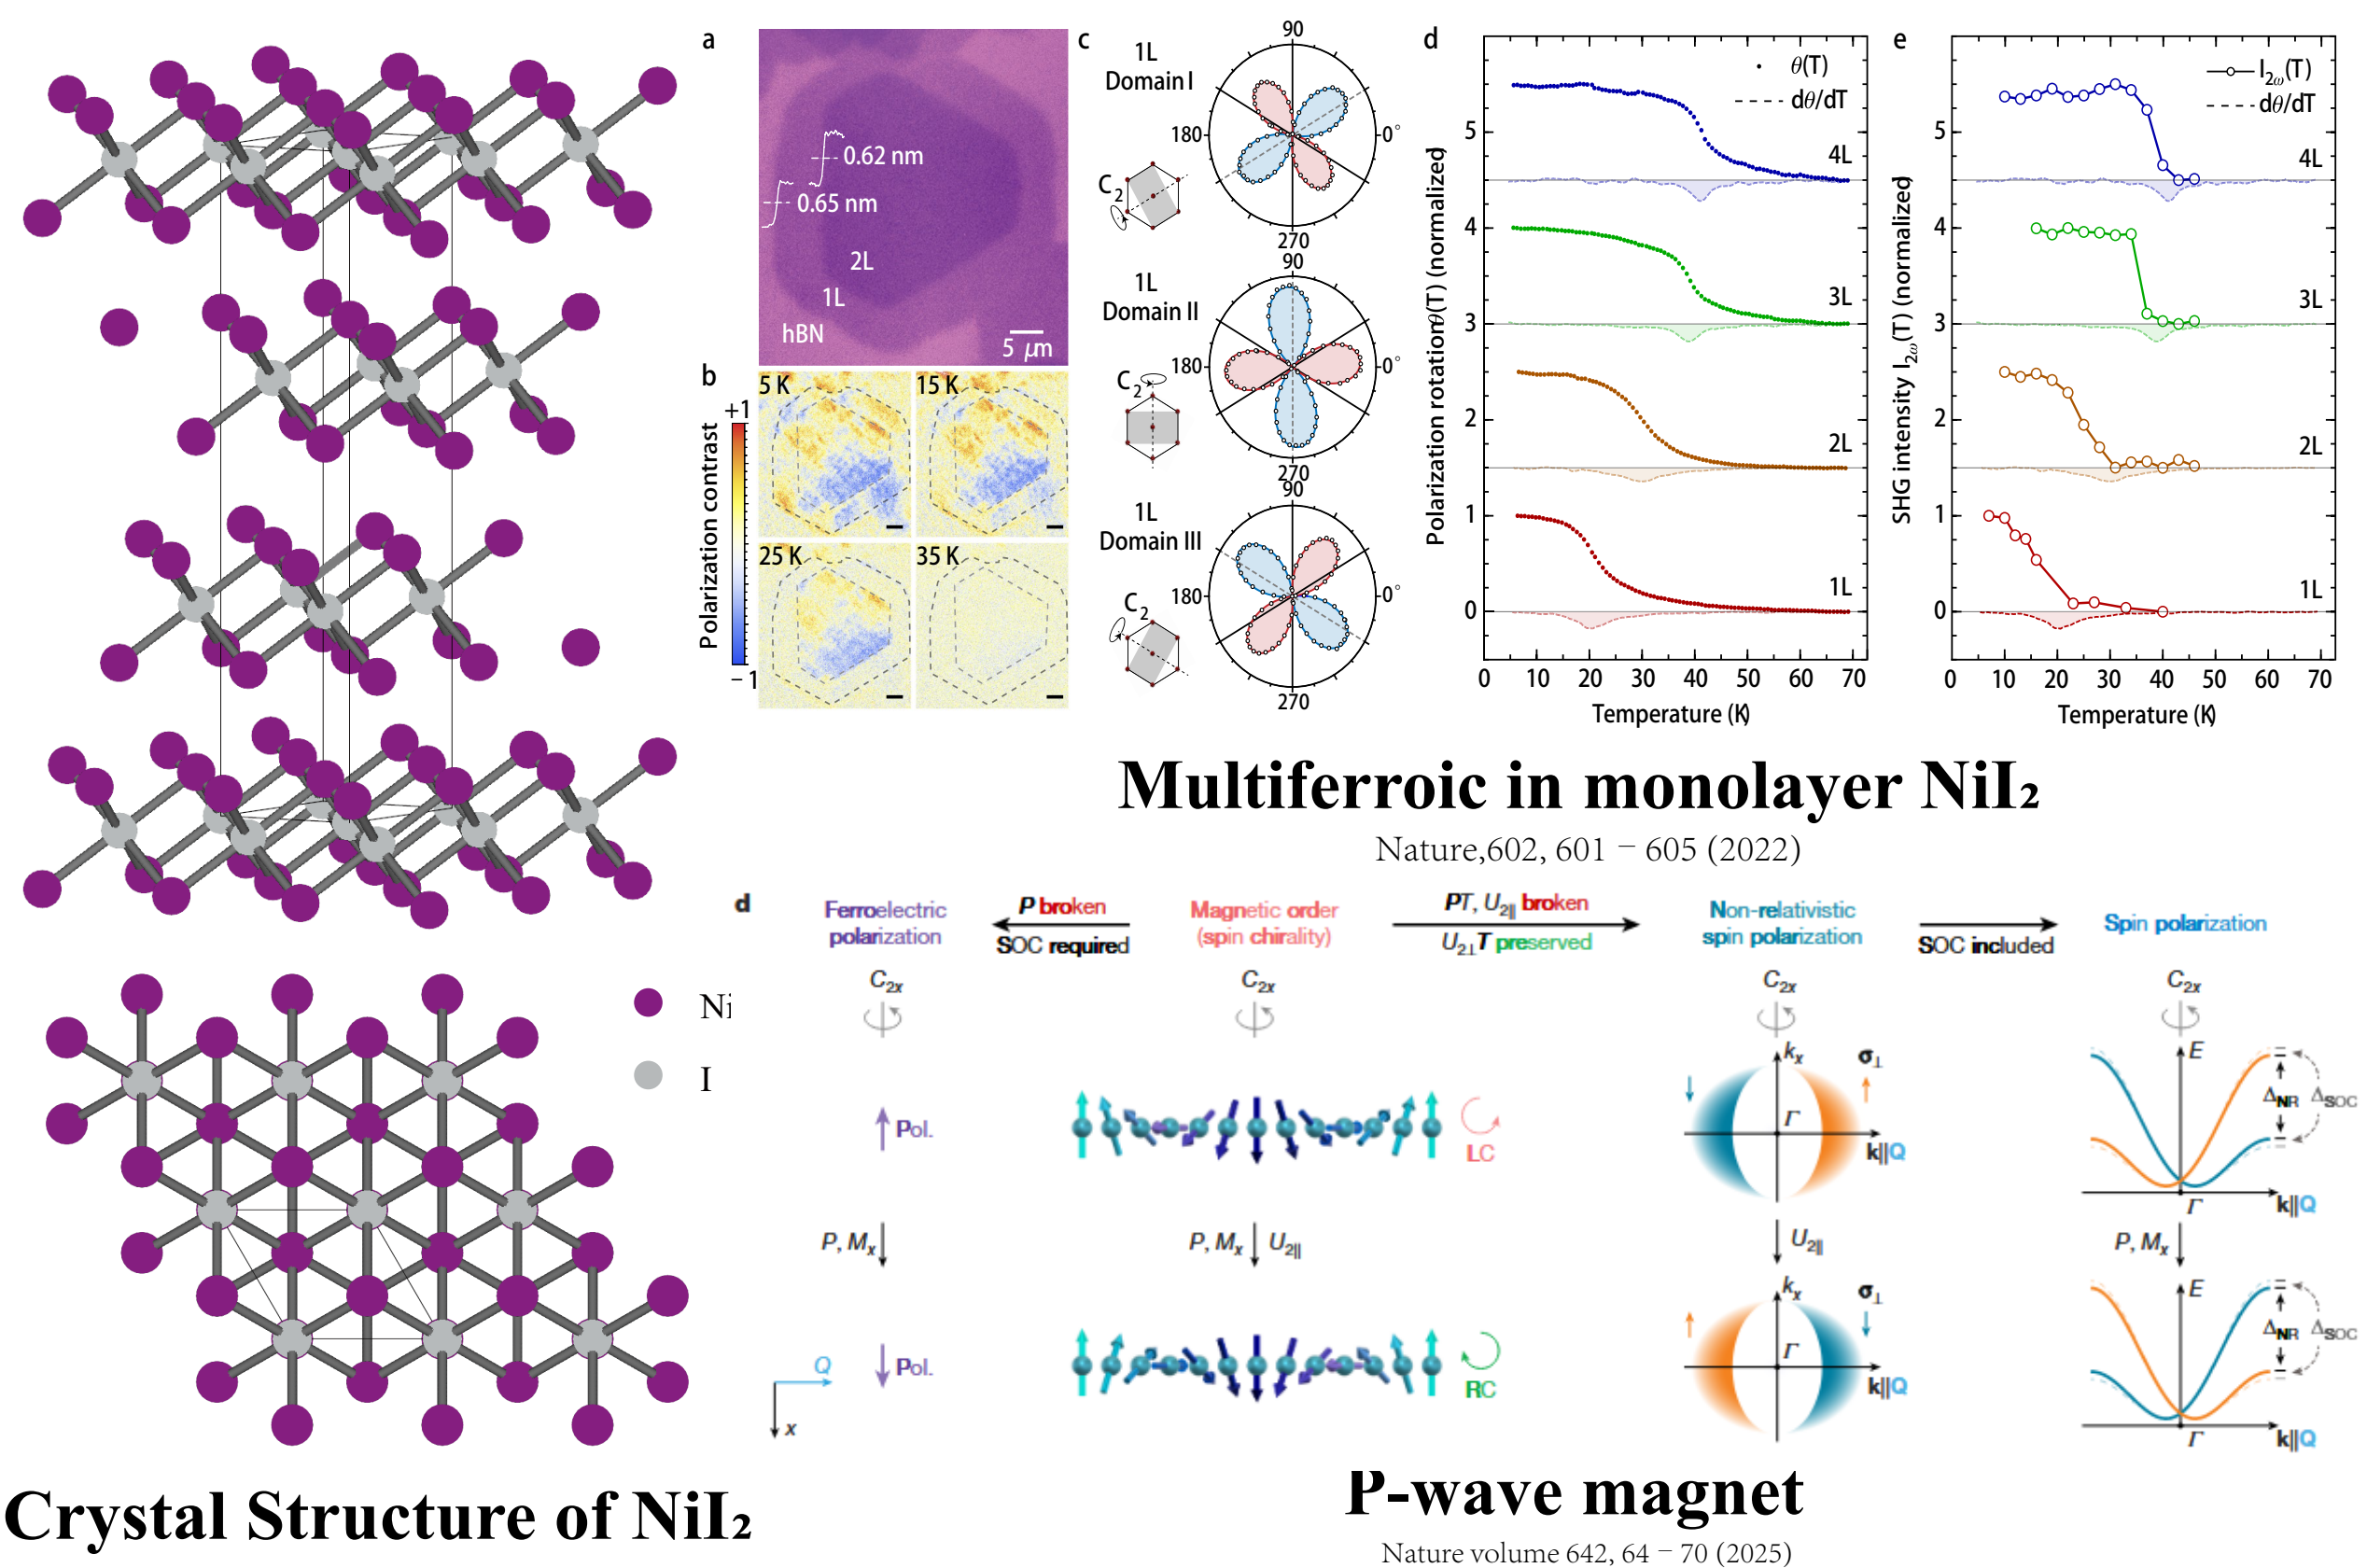 a
0.62 nm
0.65 nm
2L
1L
hBN
5 μm
b
+1
Polarization contrast
−1
5 K
15 K
25 K
35 K
c
1L
Domain I
90
180
0°
270
C2
1L
Domain II
90
180
0°
270
C2
1L
Domain III
90
180
0°
270
C2
d
Polarization rotation θ(T) (normalized)
θ(T)
dθ/dT
5
4
3
2
1
0
4L
3L
2L
1L
0 10 20 30 40 50 60 70
Temperature (K)
e
SHG intensity I2ω(T) (normalized)
I2ω(T)
dθ/dT
5
4
3
2
1
0
4L
3L
2L
1L
0 10 20 30 40 50 60 70
Temperature (K)
Multiferroic in monolayer NiI₂
Nature,602, 601 – 605 (2022)
d
Ferroelectric
polarization
P broken
SOC required
Magnetic order
(spin chirality)
PT, U2∥ broken
U2⊥T preserved
Non-relativistic
spin polarization
SOC included
Spin polarization
C2x
C2x
C2x
C2x
Pol.
LC
kx
σ⊥
Γ
k∥Q
E
ΔNR
ΔSOC
Γ
k∥Q
P, Mx
P, Mx
U2∥
U2∥
P, Mx
Pol.
RC
kx
σ⊥
Γ
k∥Q
E
ΔNR
ΔSOC
Γ
k∥Q
Q
x
Ni
I
Crystal Structure of NiI₂
P-wave magnet
Nature volume 642, 64 – 70 (2025)